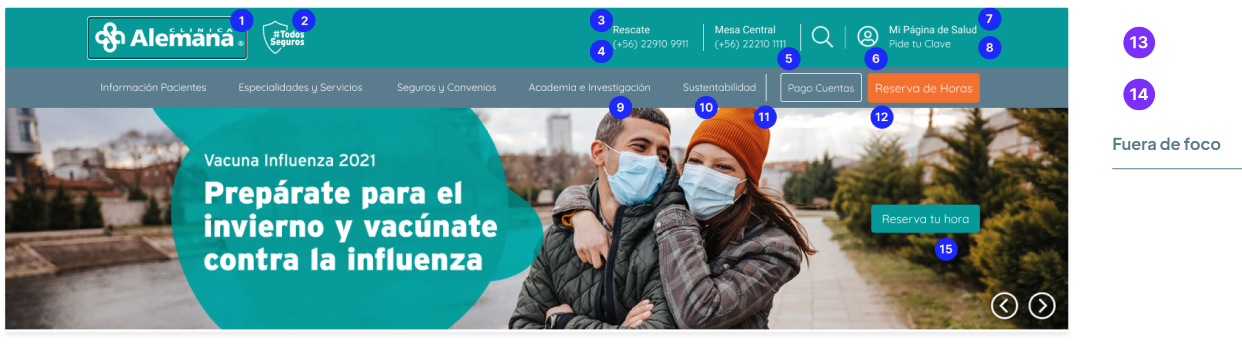 1 2 3 7
CLINICA
Alemana ®
#Todos
Seguros
Rescate
Mesa Central
Mi Página de Salud
13
4 (+56) 22910 9911
(+56) 22210 1111
Pide tu Clave 8
5 6
Información Pacientes
Especialidades y Servicios
Seguros y Convenios
Academia e Investigación
Sustentabilidad
Pago Cuentas
Reserva de Horas
14
9 10 11 12
Fuera de foco
Vacuna Influenza 2021
Prepárate para el
invierno y vacúnate
contra la influenza
Reserva tu hora
15